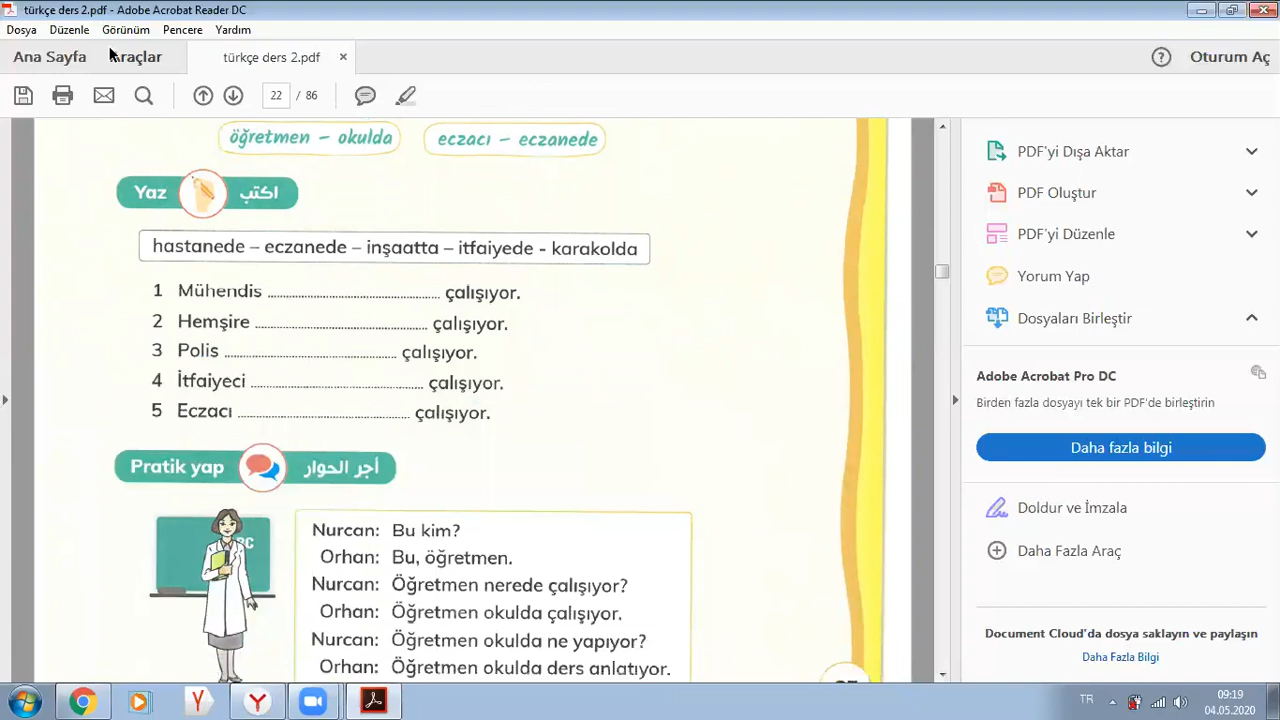 türkçe ders 2.pdf - Adobe Acrobat Reader DC
Dosya Düzenle Görünüm Pencere Yardım
Ana Sayfa Araçlar türkçe ders 2.pdf × ? Oturum Aç
22 / 86
öğretmen – okulda eczacı – eczanede
Yaz اكتب
hastanede – eczanede – inşaatta – itfaiyede - karakolda
1 Mühendis ........................................ çalışıyor.
2 Hemşire ........................................ çalışıyor.
3 Polis ........................................ çalışıyor.
4 İtfaiyeci ........................................ çalışıyor.
5 Eczacı ........................................ çalışıyor.
Pratik yap أجر الحوار
Nurcan: Bu kim?
Orhan: Bu, öğretmen.
Nurcan: Öğretmen nerede çalışıyor?
Orhan: Öğretmen okulda çalışıyor.
Nurcan: Öğretmen okulda ne yapıyor?
Orhan: Öğretmen okulda ders anlatıyor.
PDF'yi Dışa Aktar
PDF Oluştur
PDF'yi Düzenle
Yorum Yap
Dosyaları Birleştir
Adobe Acrobat Pro DC
Birden fazla dosyayı tek bir PDF'de birleştirin
Daha fazla bilgi
Doldur ve İmzala
Daha Fazla Araç
Document Cloud'da dosya saklayın ve paylaşın
Daha Fazla Bilgi
TR 09:19
04.05.2020